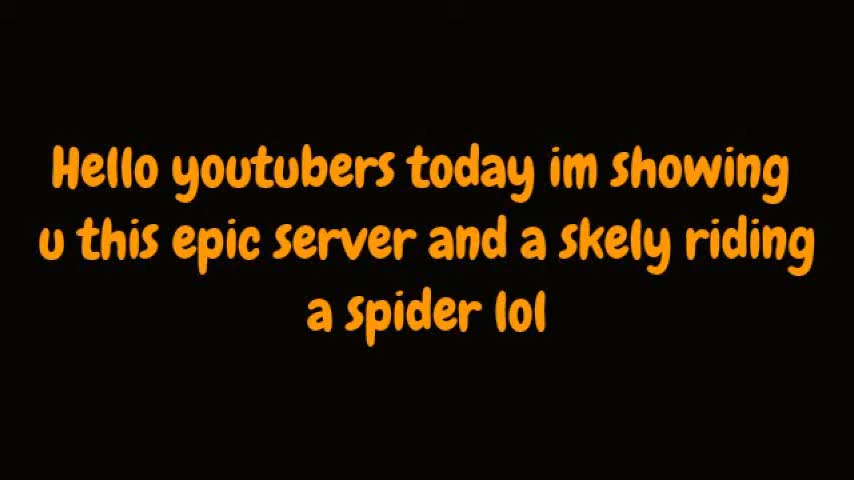 Hello youtubers today im showing
u this epic server and a skely riding
a spider lol